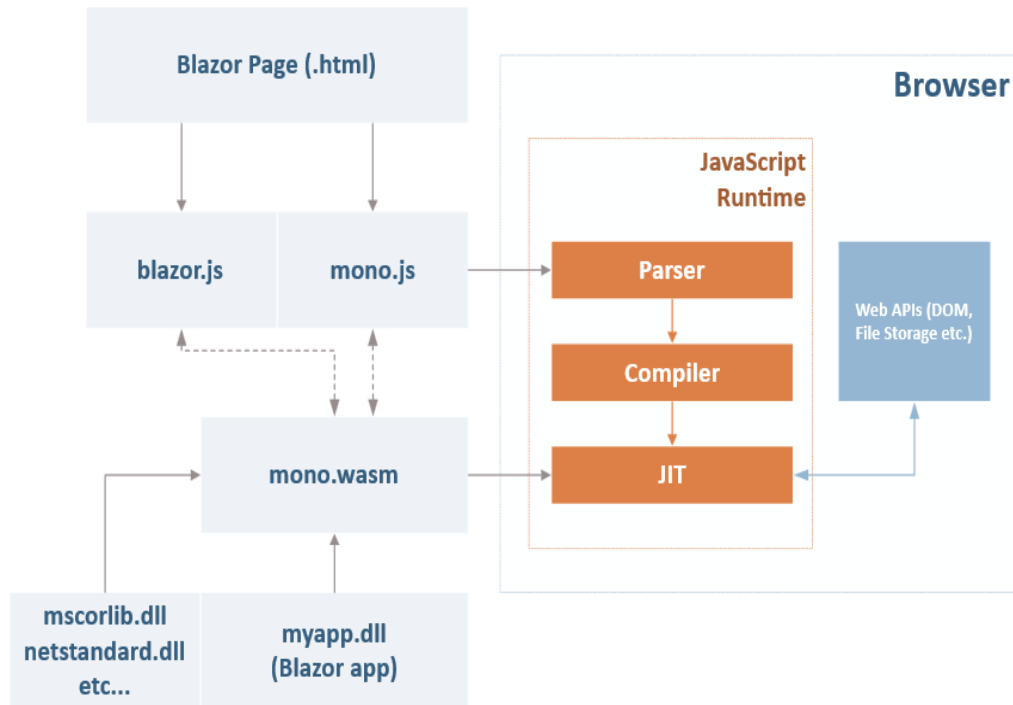 Blazor Page (.html)
Browser
JavaScript
Runtime
blazor.js
mono.js
Parser
Web APIs (DOM,
File Storage etc.)
Compiler
mono.wasm
JIT
mscorlib.dll
netstandard.dll
etc...
myapp.dll
(Blazor app)